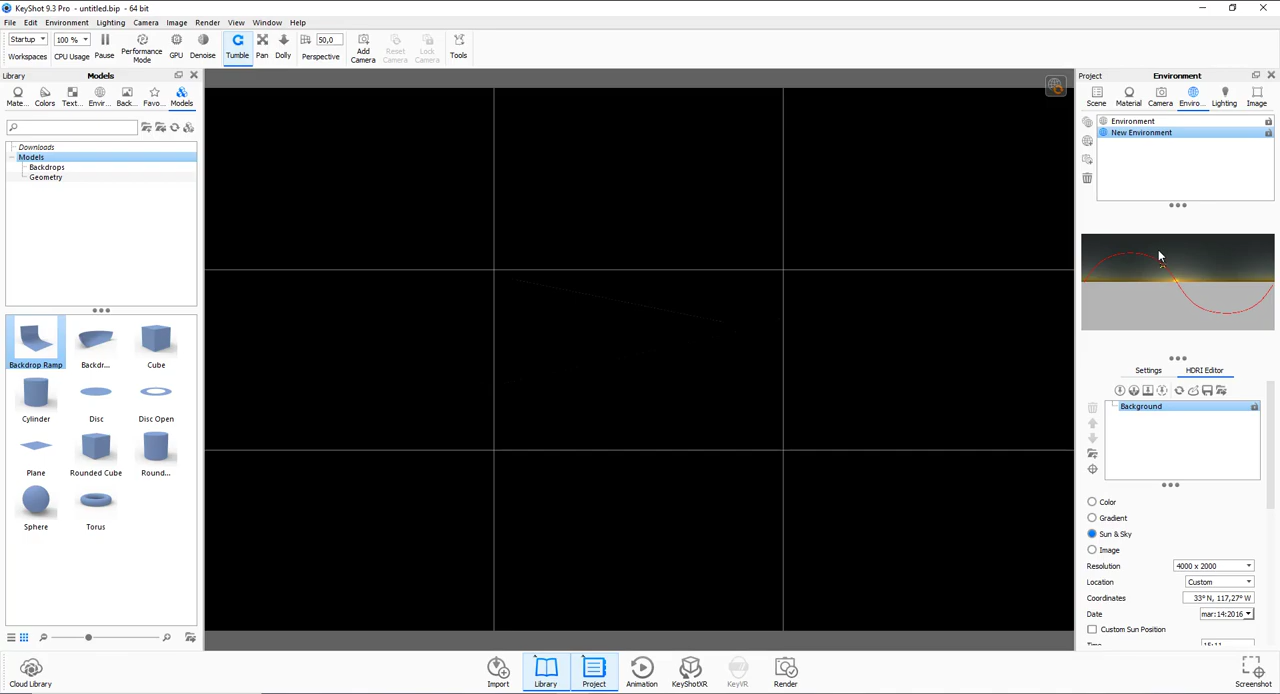 KeyShot 9.3 Pro - untitled.bip - 64 bit
File Edit Environment Lighting Camera Image Render View Window Help
Startup 100 % 50,0
Workspaces CPU Usage Pause Performance Mode GPU Denoise Tumble Pan Dolly Perspective Add Camera Reset Camera Lock Camera Tools
Library Models
Mate... Colors Text... Envir... Back... Favo... Models
Downloads
Models
Backdrops
Geometry
Backdrop Ramp Backdr... Cube
Cylinder Disc Disc Open
Plane Rounded Cube Round...
Sphere Torus
Project Environment
Scene Material Camera Enviro... Lighting Image
Environment
New Environment
Settings HDRI Editor
Background
Color
Gradient
Sun & Sky
Image
Resolution 4000 x 2000
Location Custom
Coordinates 33° N, 117,27° W
Date mar:14:2016
Custom Sun Position
Time 15:11
Cloud Library Import Library Project Animation KeyShotXR KeyVR Render Screenshot